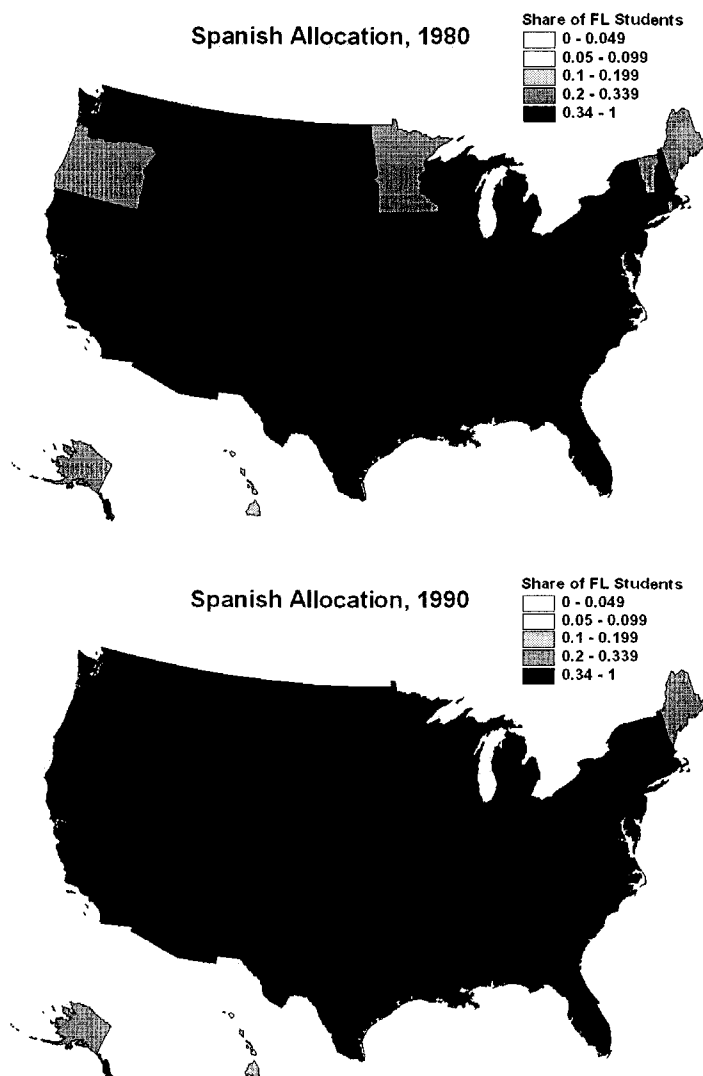 Spanish Allocation, 1980
Share of FL Students
0 - 0.049
0.05 - 0.099
0.1 - 0.199
0.2 - 0.339
0.34 - 1
Spanish Allocation, 1990
Share of FL Students
0 - 0.049
0.05 - 0.099
0.1 - 0.199
0.2 - 0.339
0.34 - 1